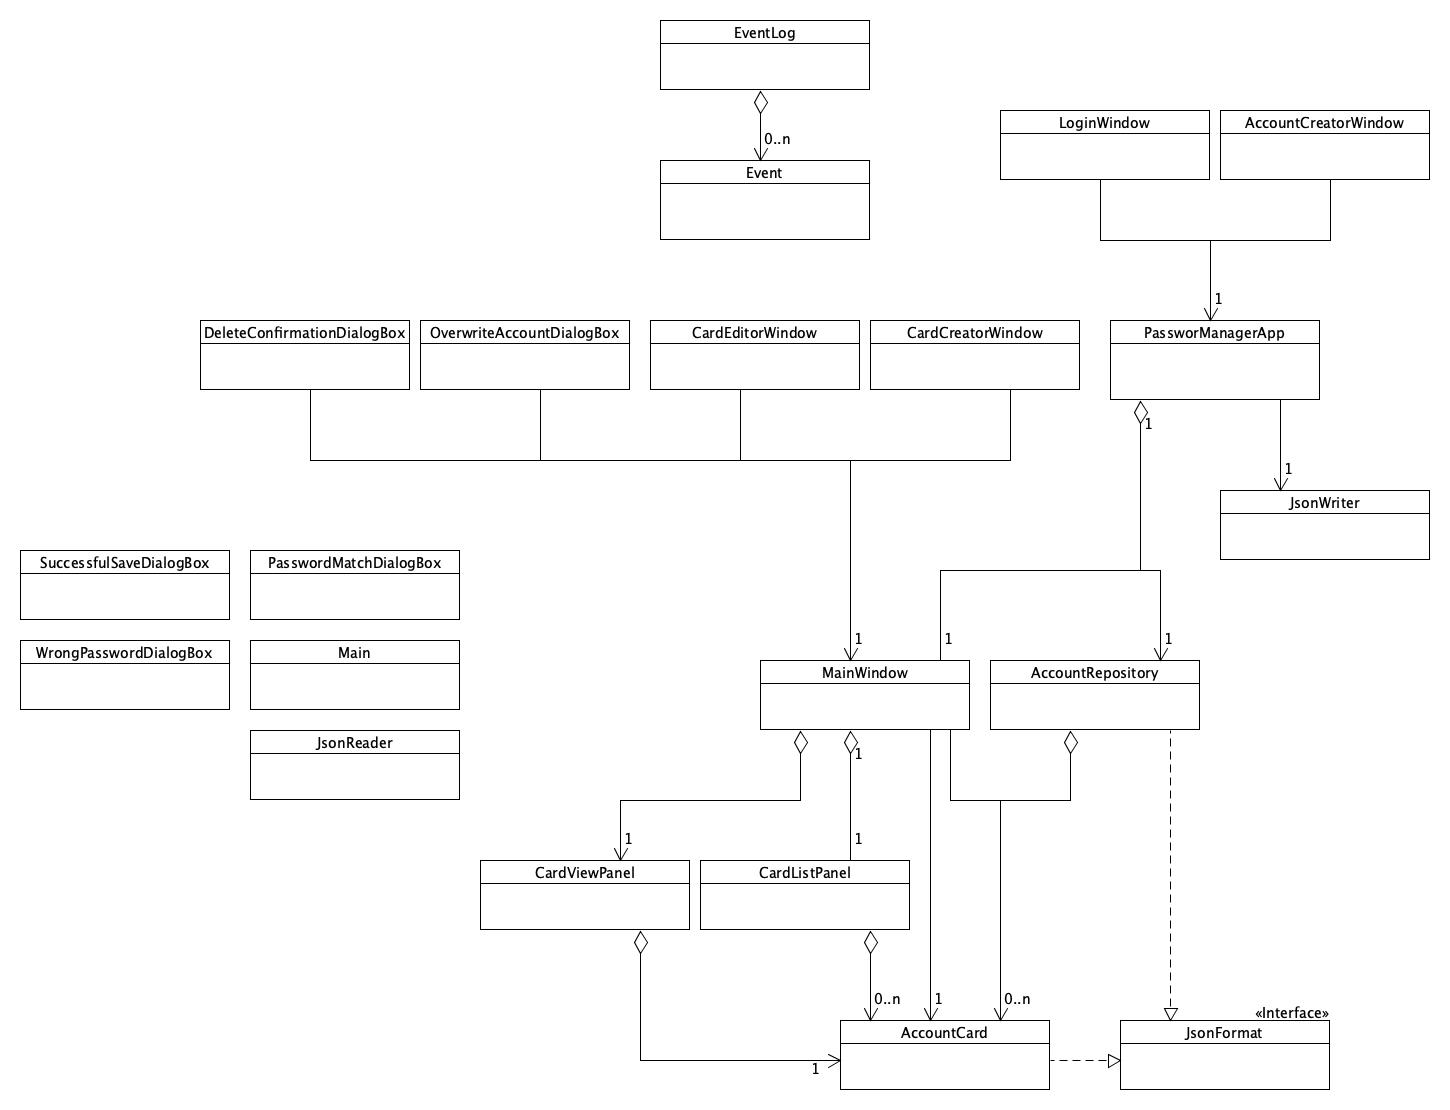 EventLog
0..n
Event
LoginWindow
AccountCreatorWindow
1
DeleteConfirmationDialogBox
OverwriteAccountDialogBox
CardEditorWindow
CardCreatorWindow
PassworManagerApp
1
1
JsonWriter
SuccessfulSaveDialogBox
PasswordMatchDialogBox
WrongPasswordDialogBox
Main
JsonReader
1
1
1
MainWindow
AccountRepository
1
1
1
CardViewPanel
CardListPanel
0..n
1
0..n
«Interface»
AccountCard
JsonFormat
1